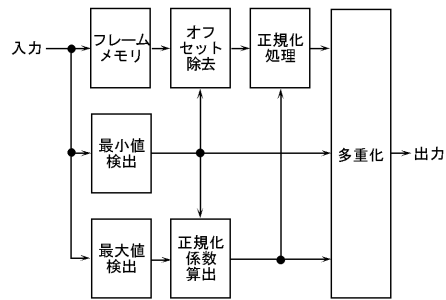 入力
フレーム
メモリ
オフ
セット
除去
正規化
処理
最小値
検出
多重化
出力
最大値
検出
正規化
係数
算出